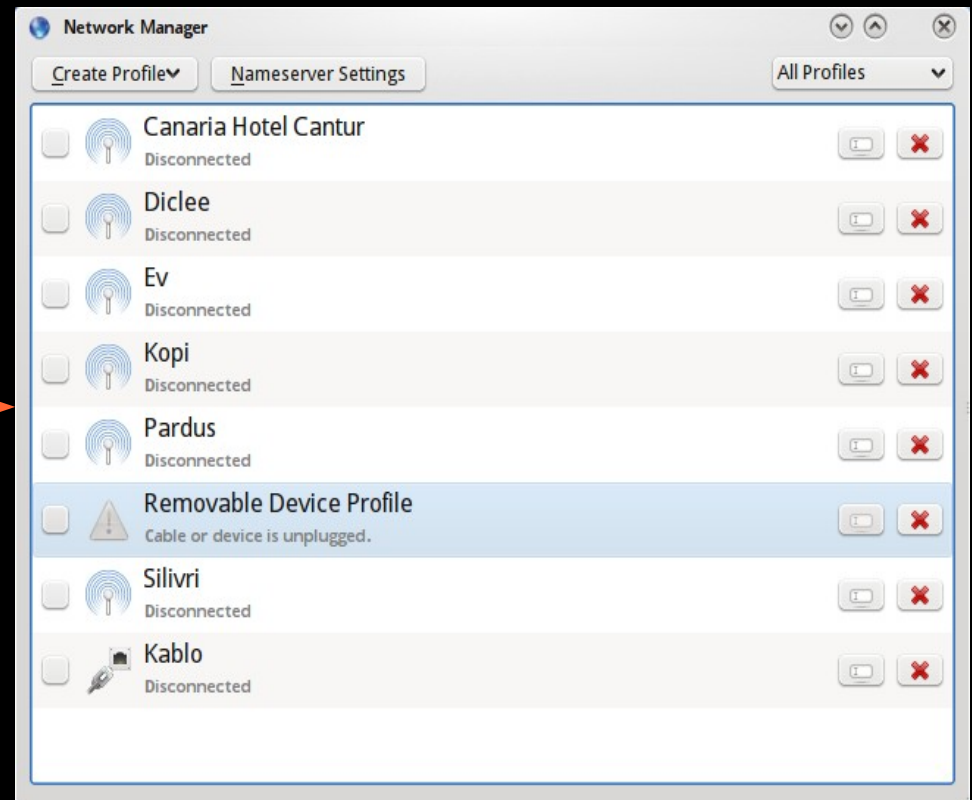 Network Manager
Create Profile
Nameserver Settings
All Profiles
Canaria Hotel Cantur
Disconnected
Diclee
Disconnected
Ev
Disconnected
Kopi
Disconnected
Pardus
Disconnected
Removable Device Profile
Cable or device is unplugged.
Silivri
Disconnected
Kablo
Disconnected